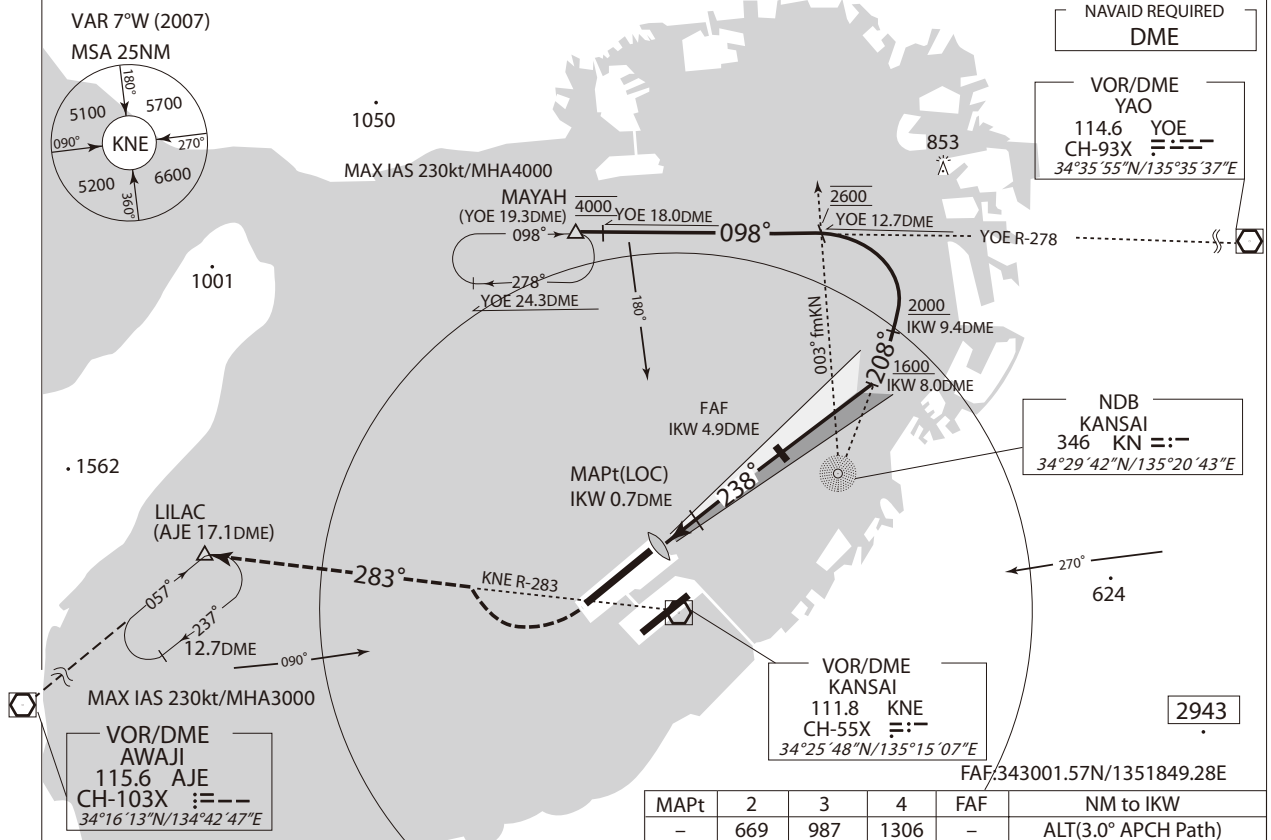 VAR 7°W (2007)
MSA 25NM
180°
5100
5700
090°
KNE
270°
5200
6600
360°
NAVAID REQUIRED
DME
VOR/DME
YAO
114.6 YOE
CH-93X
34°35´55˝N/135°35´37˝E
1050
853
MAX IAS 230kt/MHA4000
MAYAH
(YOE 19.3DME)
4000
YOE 18.0DME
2600
YOE 12.7DME
098°
098°
YOE R-278
278°
YOE 24.3DME
1001
180°
003° fmKN
2000
IKW 9.4DME
208°
1600
IKW 8.0DME
FAF
IKW 4.9DME
NDB
KANSAI
346 KN
34°29´42˝N/135°20´43˝E
1562
MAPt(LOC)
IKW 0.7DME
238°
LILAC
(AJE 17.1DME)
283°
KNE R-283
270°
624
057°
237°
12.7DME
090°
MAX IAS 230kt/MHA3000
VOR/DME
KANSAI
111.8 KNE
CH-55X
34°25´48˝N/135°15´07˝E
2943
VOR/DME
AWAJI
115.6 AJE
CH-103X
34°16´13˝N/134°42´47˝E
FAF:343001.57N/1351849.28E
MAPt 2 3 4 FAF NM to IKW
– 669 987 1306 – ALT(3.0° APCH Path)